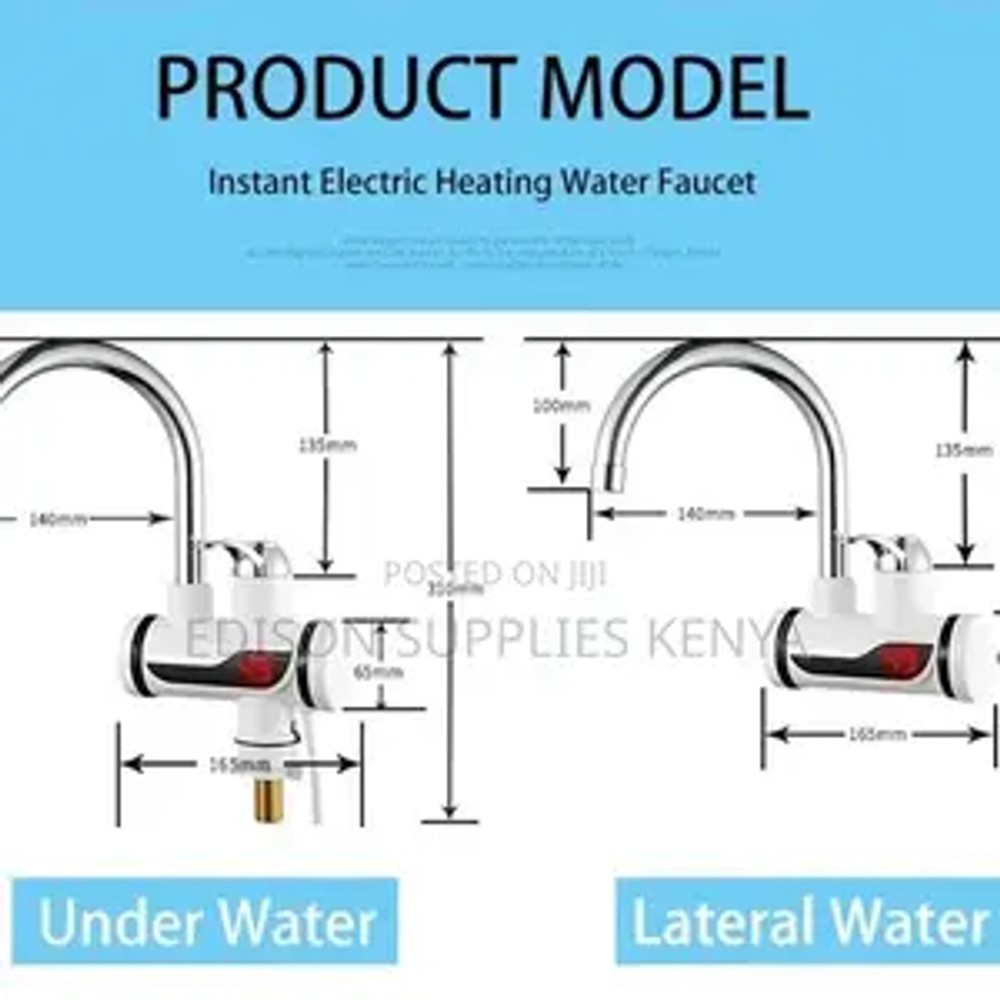 PRODUCT MODEL
Instant Electric Heating Water Faucet
135mm
100mm
135mm
140mm
140mm
POSTED ON JIJI
EDISON SUPPLIES KENYA
65mm
165mm
165mm
Under Water
Lateral Water